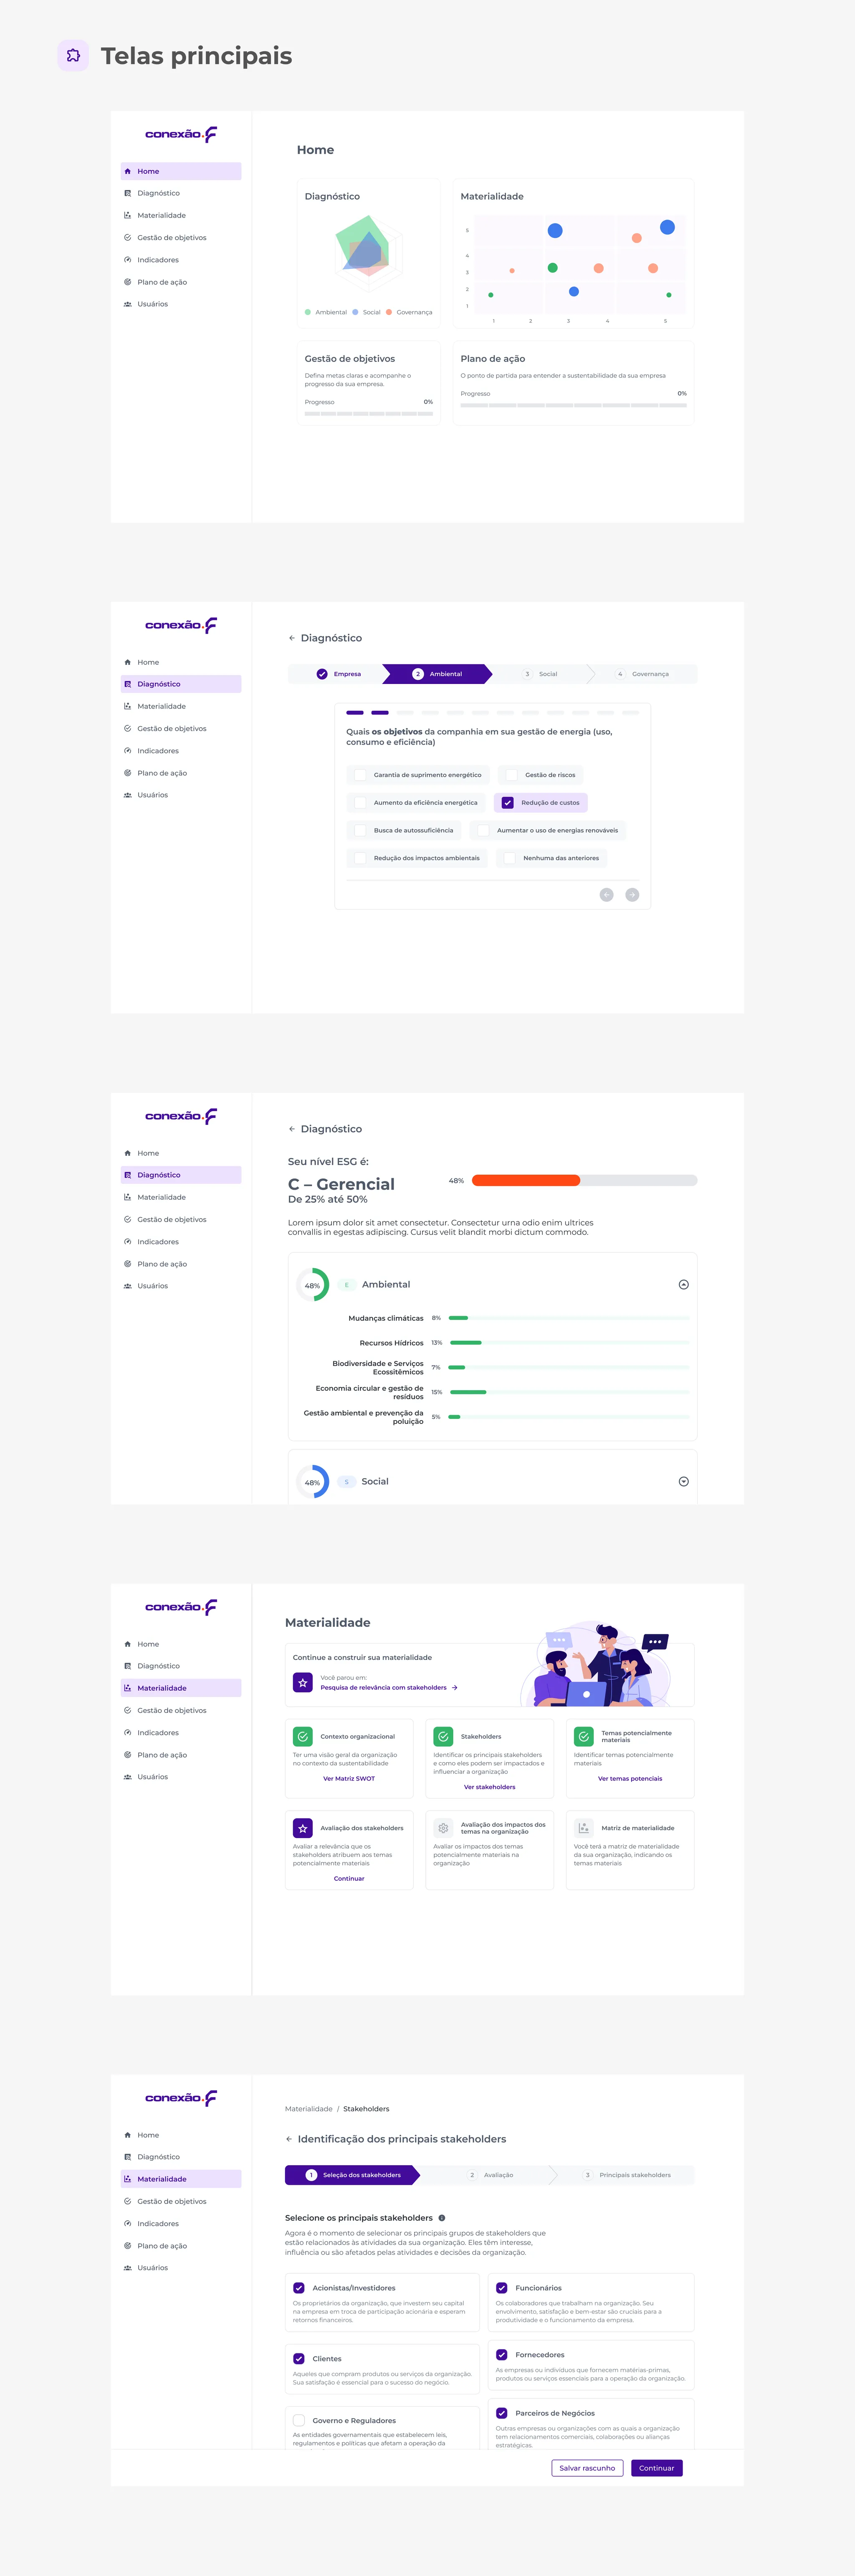 Telas principais
conexão.F
Home
Diagnóstico
Materialidade
Gestão de objetivos
Indicadores
Plano de ação
Usuários
Home
Diagnóstico
Ambiental Social Governança
Materialidade
5
4
3
2
1
1 2 3 4 5
Gestão de objetivos
Defina metas claras e acompanhe o
progresso da sua empresa.
Progresso 0%
Plano de ação
O ponto de partida para entender a sustentabilidade da sua empresa
Progresso 0%
conexão.F
Home
Diagnóstico
Materialidade
Gestão de objetivos
Indicadores
Plano de ação
Usuários
Diagnóstico
Empresa 2 Ambiental 3 Social 4 Governança
Quais os objetivos da companhia em sua gestão de energia (uso,
consumo e eficiência)
Garantia de suprimento energético Gestão de riscos
Aumento da eficiência energética Redução de custos
Busca de autossuficiência Aumentar o uso de energias renováveis
Redução dos impactos ambientais Nenhuma das anteriores
conexão.F
Home
Diagnóstico
Materialidade
Gestão de objetivos
Indicadores
Plano de ação
Usuários
Diagnóstico
Seu nível ESG é:
C – Gerencial
De 25% até 50%
48%
Lorem ipsum dolor sit amet consectetur. Consectetur urna odio enim ultrices
convallis in egestas adipiscing. Cursus velit blandit morbi dictum commodo.
48% E Ambiental
Mudanças climáticas 8%
Recursos Hídricos 13%
Biodiversidade e Serviços
Ecossitêmicos 7%
Economia circular e gestão de
resíduos 15%
Gestão ambiental e prevenção da
poluição 5%
48% S Social
conexão.F
Home
Diagnóstico
Materialidade
Gestão de objetivos
Indicadores
Plano de ação
Usuários
Materialidade
Continue a construir sua materialidade
Você parou em:
Pesquisa de relevância com stakeholders
Contexto organizacional
Ter uma visão geral da organização
no contexto da sustentabilidade
Ver Matriz SWOT
Stakeholders
Identificar os principais stakeholders
e como eles podem ser impactados e
influenciar a organização
Ver stakeholders
Temas potencialmente
materiais
Identificar temas potencialmente
materiais
Ver temas potenciais
Avaliação dos stakeholders
Avaliar a relevância que os
stakeholders atribuem aos temas
potencialmente materiais
Continuar
Avaliação dos impactos dos
temas na organização
Avaliar os impactos dos temas
potencialmente materiais na
organização
Matriz de materialidade
Você terá a matriz de materialidade
da sua organização, indicando os
temas materiais
conexão.F
Home
Diagnóstico
Materialidade
Gestão de objetivos
Indicadores
Plano de ação
Usuários
Materialidade / Stakeholders
Identificação dos principais stakeholders
1 Seleção dos stakeholders 2 Avaliação 3 Principais stakeholders
Selecione os principais stakeholders
Agora é o momento de selecionar os principais grupos de stakeholders que
estão relacionados às atividades da sua organização. Eles têm interesse,
influência ou são afetados pelas atividades e decisões da organização.
Acionistas/Investidores
Os proprietários da organização, que investem seu capital
na empresa em troca de participação acionária e esperam
retornos financeiros.
Funcionários
Os colaboradores que trabalham na organização. Seu
envolvimento, satisfação e bem-estar são cruciais para a
produtividade e o funcionamento da empresa.
Clientes
Aqueles que compram produtos ou serviços da organização.
Sua satisfação é essencial para o sucesso do negócio.
Fornecedores
As empresas ou indivíduos que fornecem matérias-primas,
produtos ou serviços essenciais para a operação da organização.
Governo e Reguladores
As entidades governamentais que estabelecem leis,
regulamentos e políticas que afetam a operação da
Parceiros de Negócios
Outras empresas ou organizações com as quais a organização
tem relacionamentos comerciais, colaborações ou alianças
estratégicas.
Salvar rascunho
Continuar